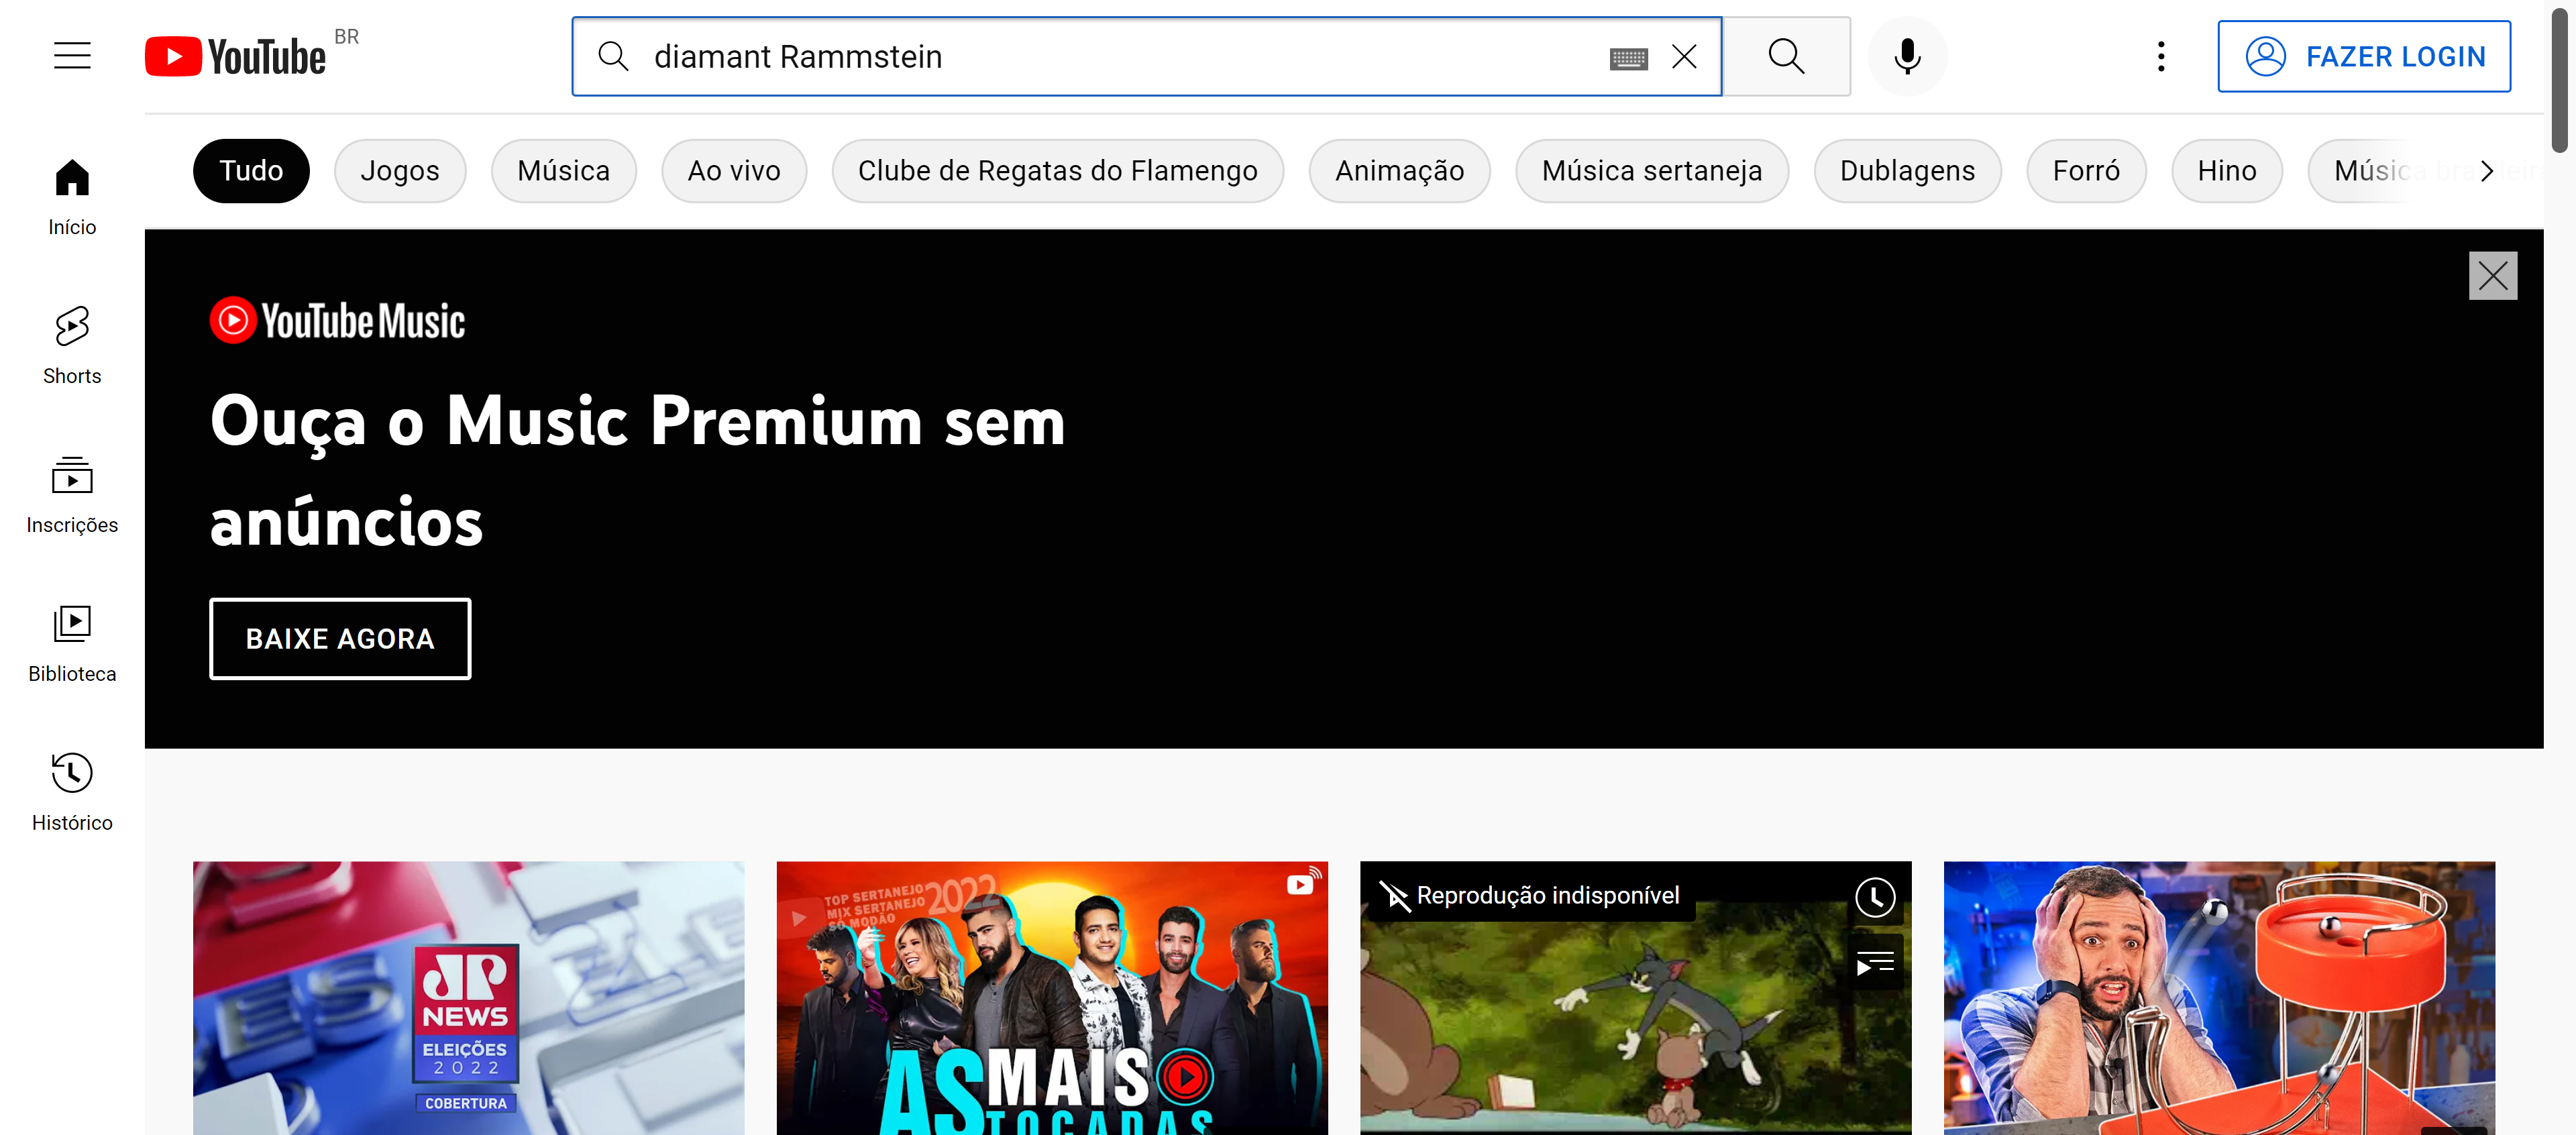 YouTube BR
diamant Rammstein
FAZER LOGIN
Tudo
Jogos
Música
Ao vivo
Clube de Regatas do Flamengo
Animação
Música sertaneja
Dublagens
Forró
Hino
Música brasileira
Início
Shorts
Inscrições
Biblioteca
Histórico
YouTube Music
Ouça o Music Premium sem
anúncios
BAIXE AGORA
JP
NEWS
ELEIÇÕES
2022
COBERTURA
TOP SERTANEJO
MIX SERTANEJO
SÓ MODÃO
2022
AS MAIS
TOCADAS
Reprodução indisponível